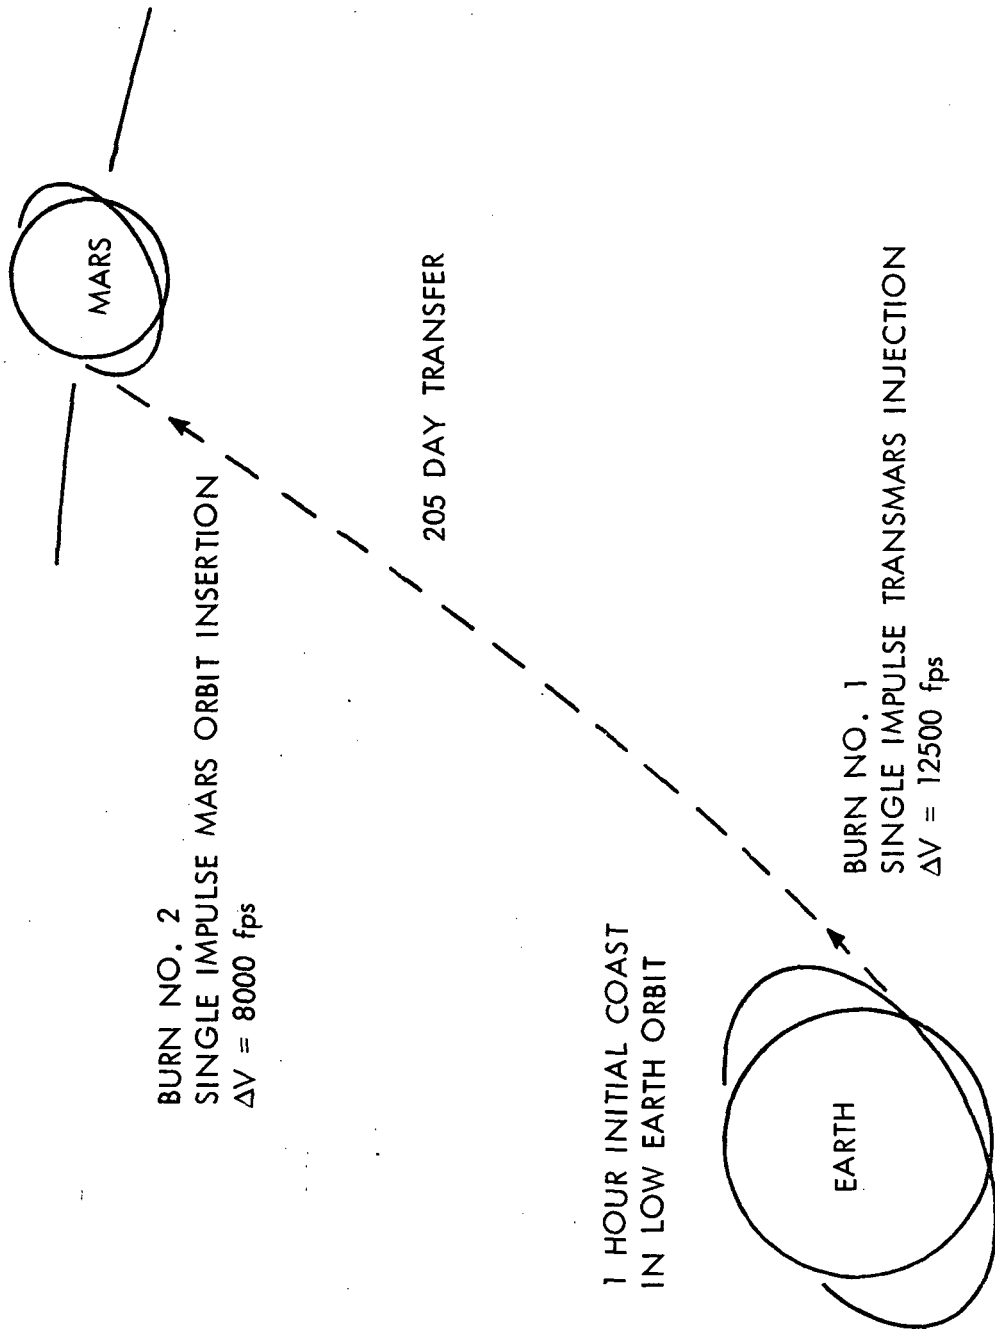 BURN NO. 2
SINGLE IMPULSE MARS ORBIT INSERTION
ΔV = 8000 fps
MARS
205 DAY TRANSFER
1 HOUR INITIAL COAST
IN LOW EARTH ORBIT
EARTH
BURN NO. 1
SINGLE IMPULSE TRANSMARS INJECTION
ΔV = 12500 fps